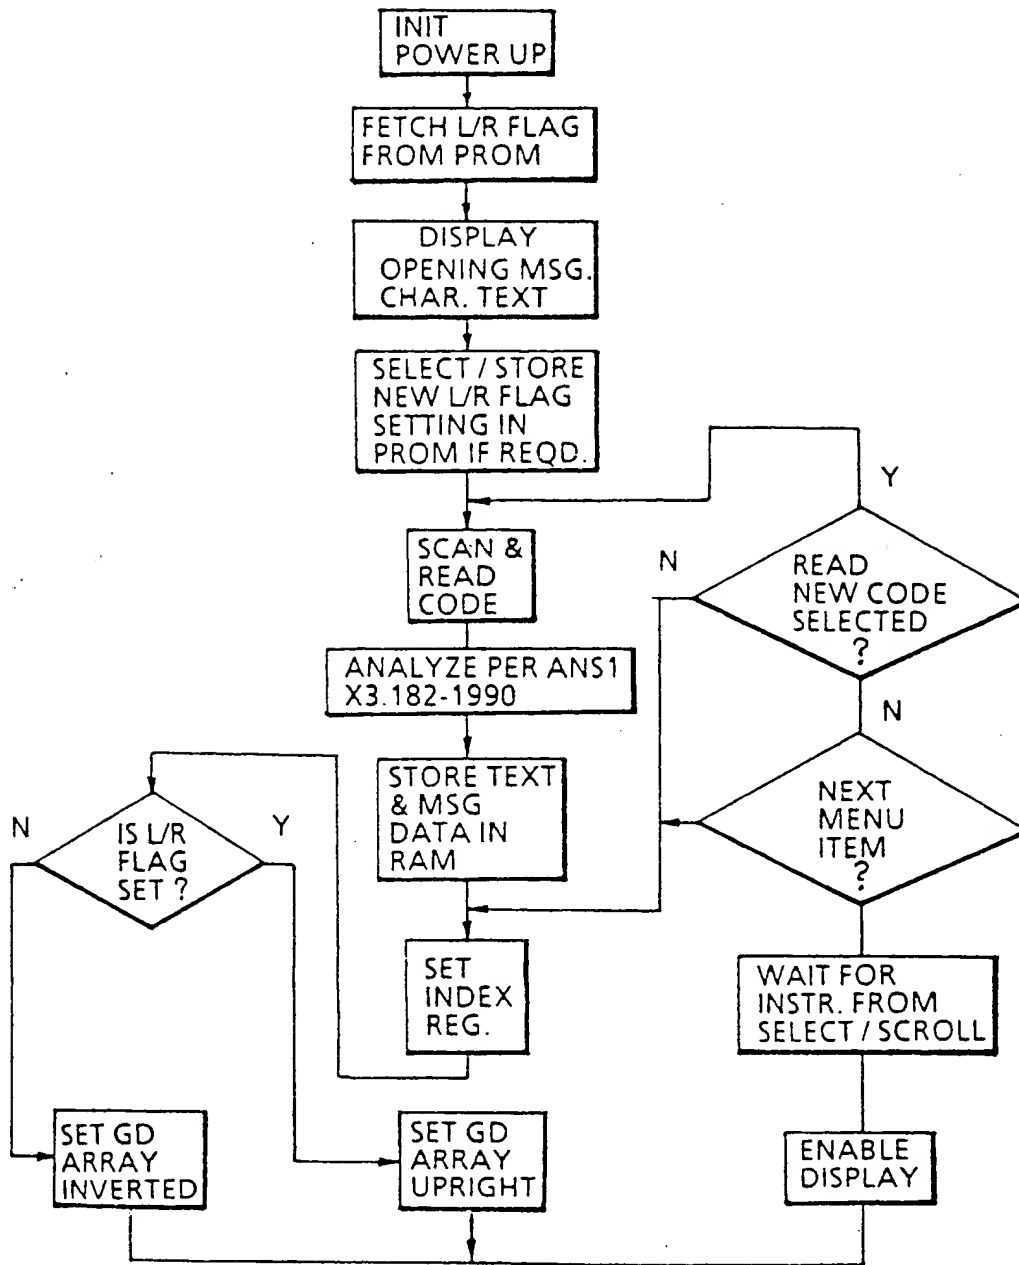 INIT
POWER UP
FETCH L/R FLAG
FROM PROM
DISPLAY
OPENING MSG.
CHAR. TEXT
SELECT / STORE
NEW L/R FLAG
SETTING IN
PROM IF REQD.
Y
SCAN &
READ
CODE
N
READ
NEW CODE
SELECTED
?
ANALYZE PER ANS1
X3.182-1990
N
STORE TEXT
& MSG
DATA IN
RAM
NEXT
MENU
ITEM
?
N
IS L/R
FLAG
SET ?
Y
SET
INDEX
REG.
WAIT FOR
INSTR. FROM
SELECT / SCROLL
SET GD
ARRAY
INVERTED
SET GD
ARRAY
UPRIGHT
ENABLE
DISPLAY